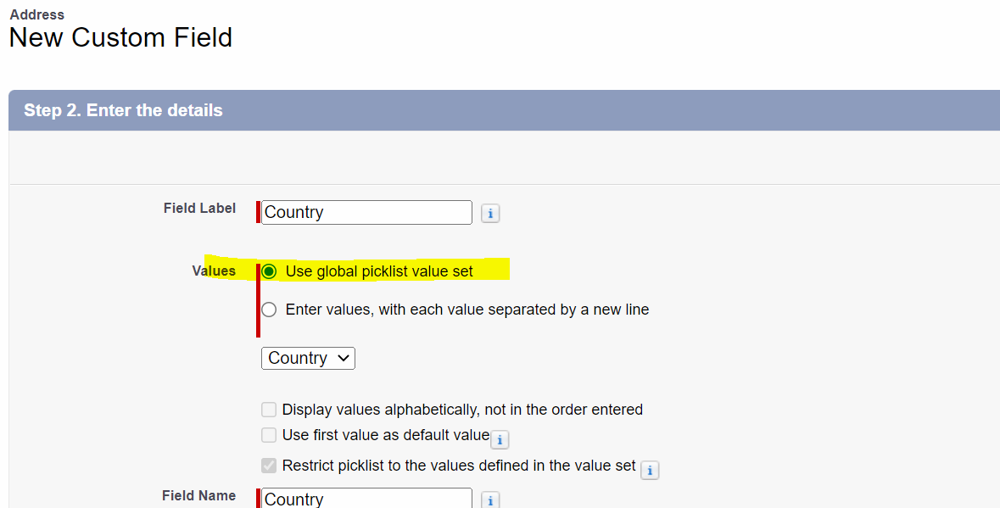 Address
New Custom Field
Step 2. Enter the details
Field Label Country i
Values Use global picklist value set
Enter values, with each value separated by a new line
Country
Display values alphabetically, not in the order entered
Use first value as default value i
Restrict picklist to the values defined in the value set i
Field Name Country i